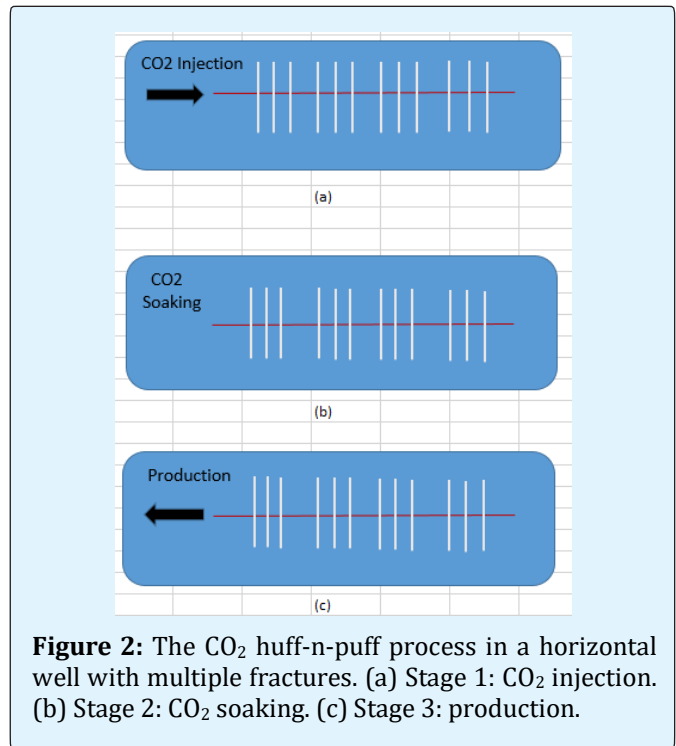 CO2 Injection
(a)
CO2
Soaking
(b)
Production
(c)
Figure 2: The CO₂ huff-n-puff process in a horizontal
well with multiple fractures. (a) Stage 1: CO₂ injection.
(b) Stage 2: CO₂ soaking. (c) Stage 3: production.